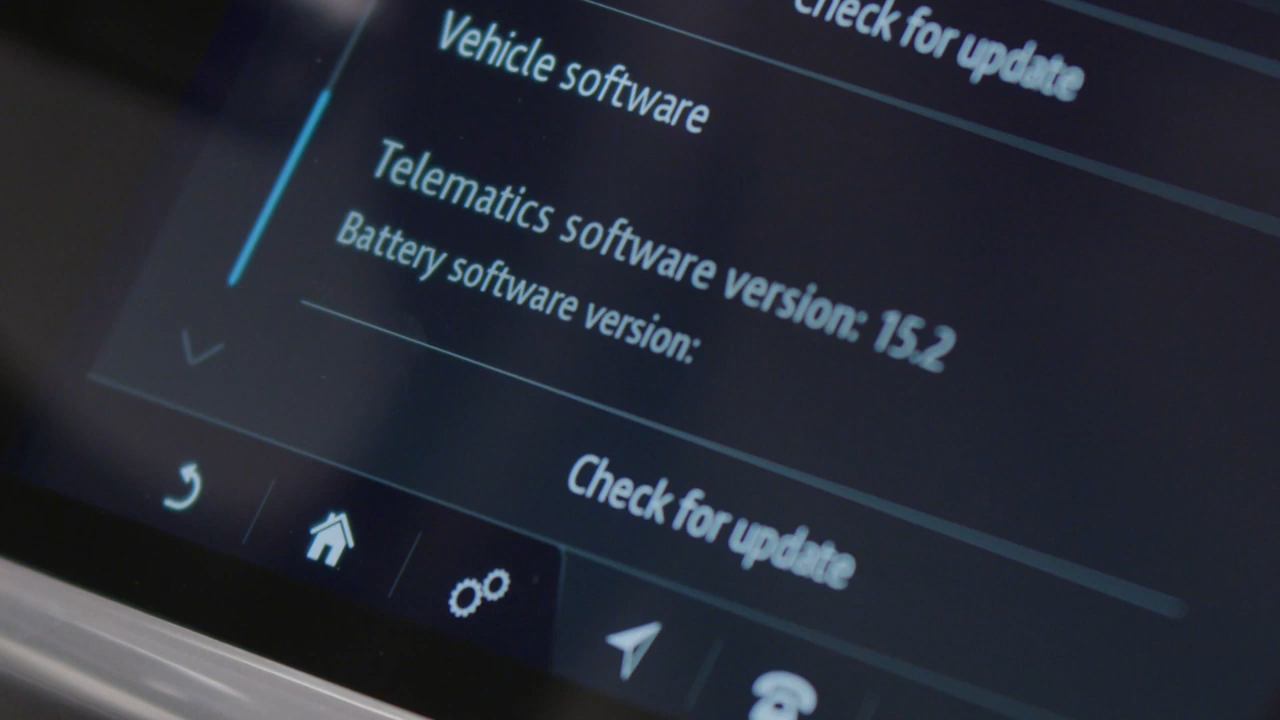 Check for update
Vehicle software
Telematics software version: 15.2
Battery software version:
Check for update